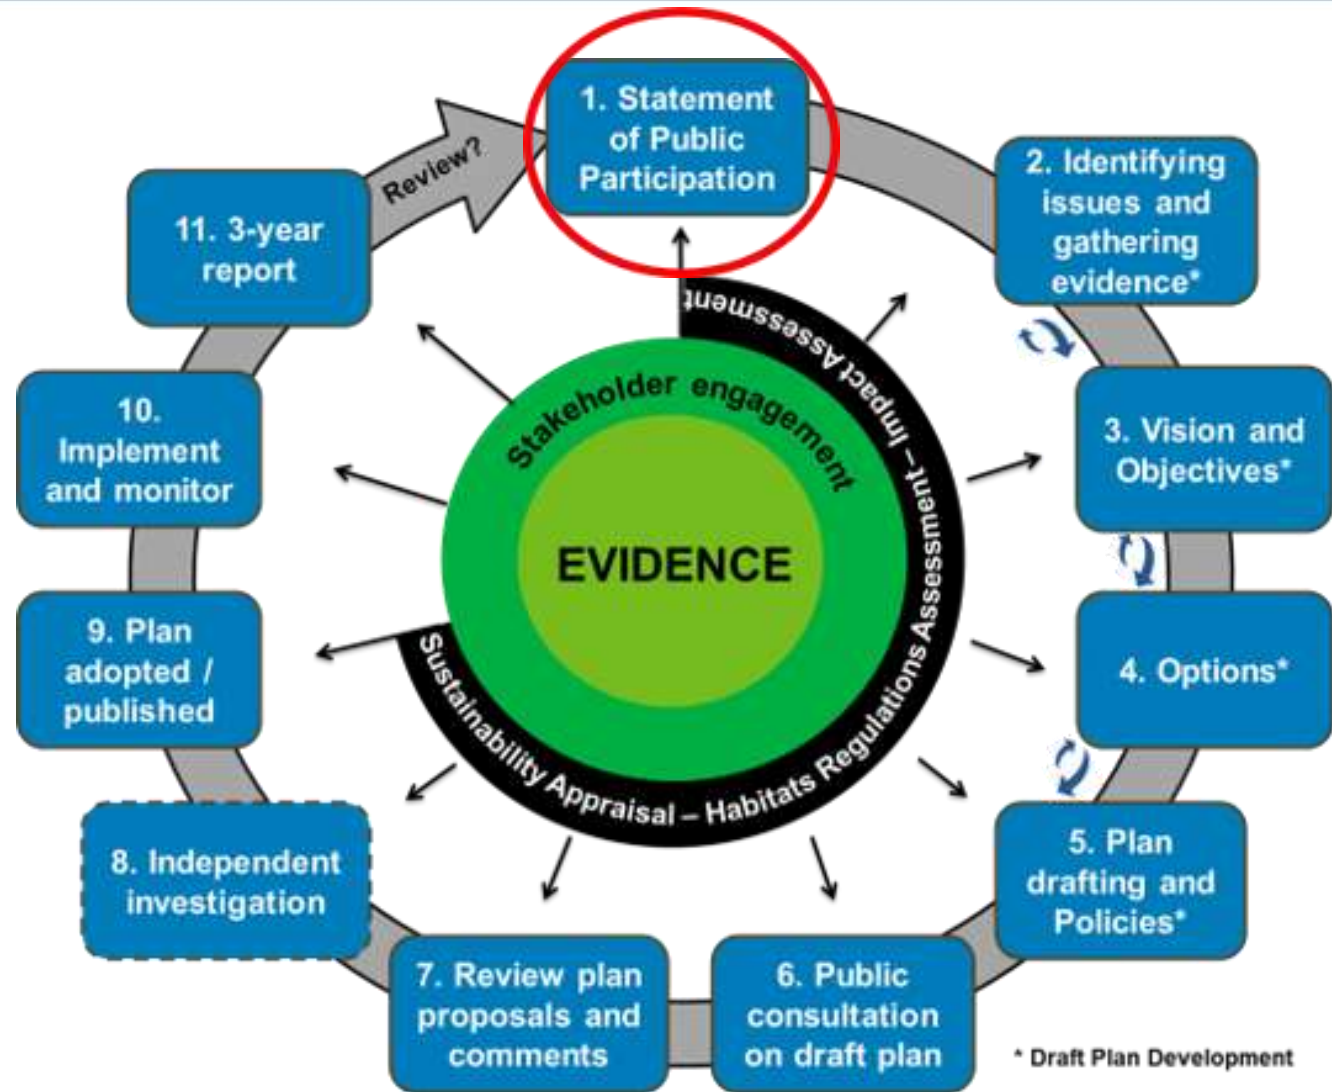 1. Statement
of Public
Participation
2. Identifying
issues and
gathering
evidence*
3. Vision and
Objectives*
4. Options*
5. Plan
drafting and
Policies*
6. Public
consultation
on draft plan
7. Review plan
proposals and
comments
8. Independent
investigation
9. Plan
adopted /
published
10.
Implement
and monitor
11. 3-year
report
Review?
Stakeholder engagement
EVIDENCE
Sustainability Appraisal – Habitats Regulations Assessment – Impact Assessment
* Draft Plan Development